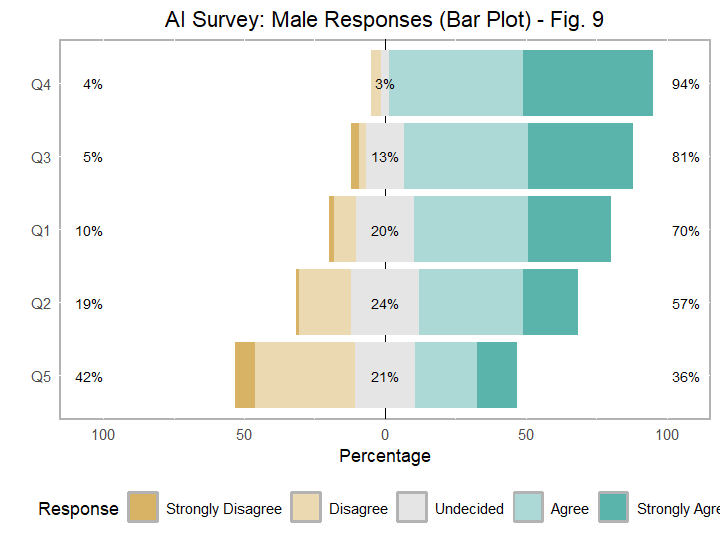 AI Survey: Male Responses (Bar Plot) - Fig. 9
Q4 4% 3% 94%
Q3 5% 13% 81%
Q1 10% 20% 70%
Q2 19% 24% 57%
Q5 42% 21% 36%
100 50 0 50 100
Percentage
Response Strongly Disagree Disagree Undecided Agree Strongly Agre